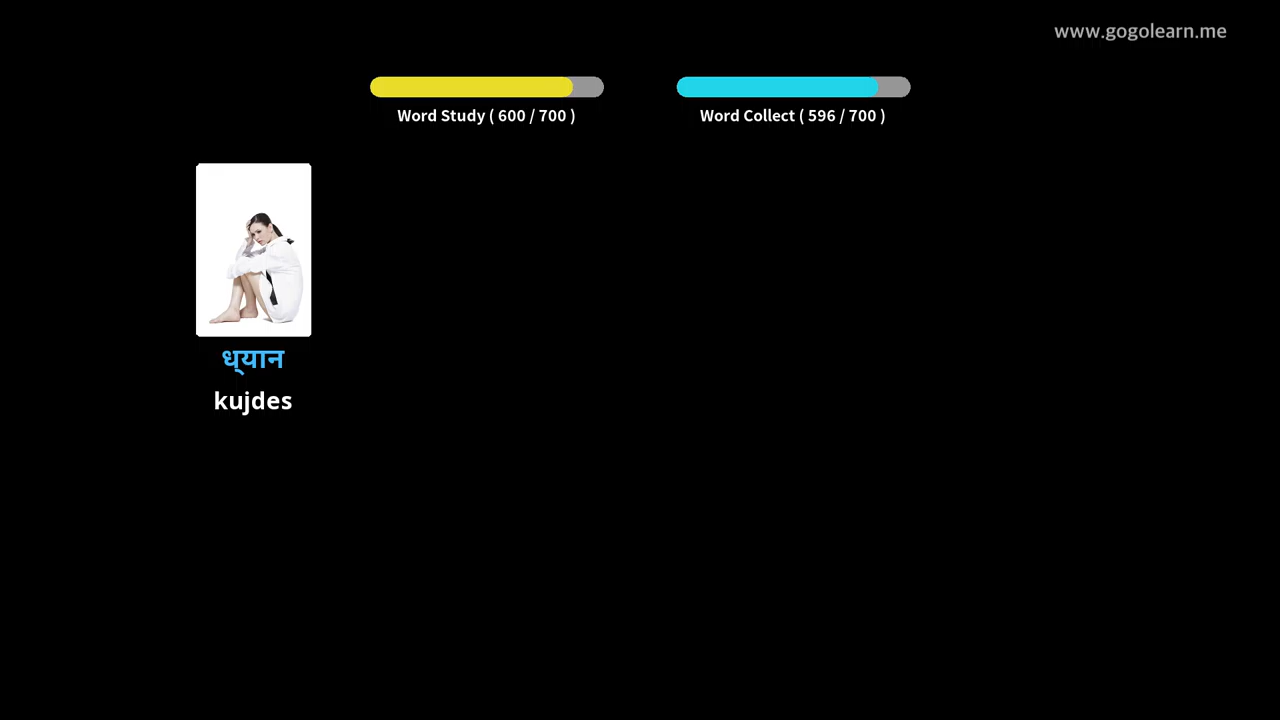 www.gogolearn.me
Word Study ( 600 / 700 )
Word Collect ( 596 / 700 )
ध्यान
kujdes